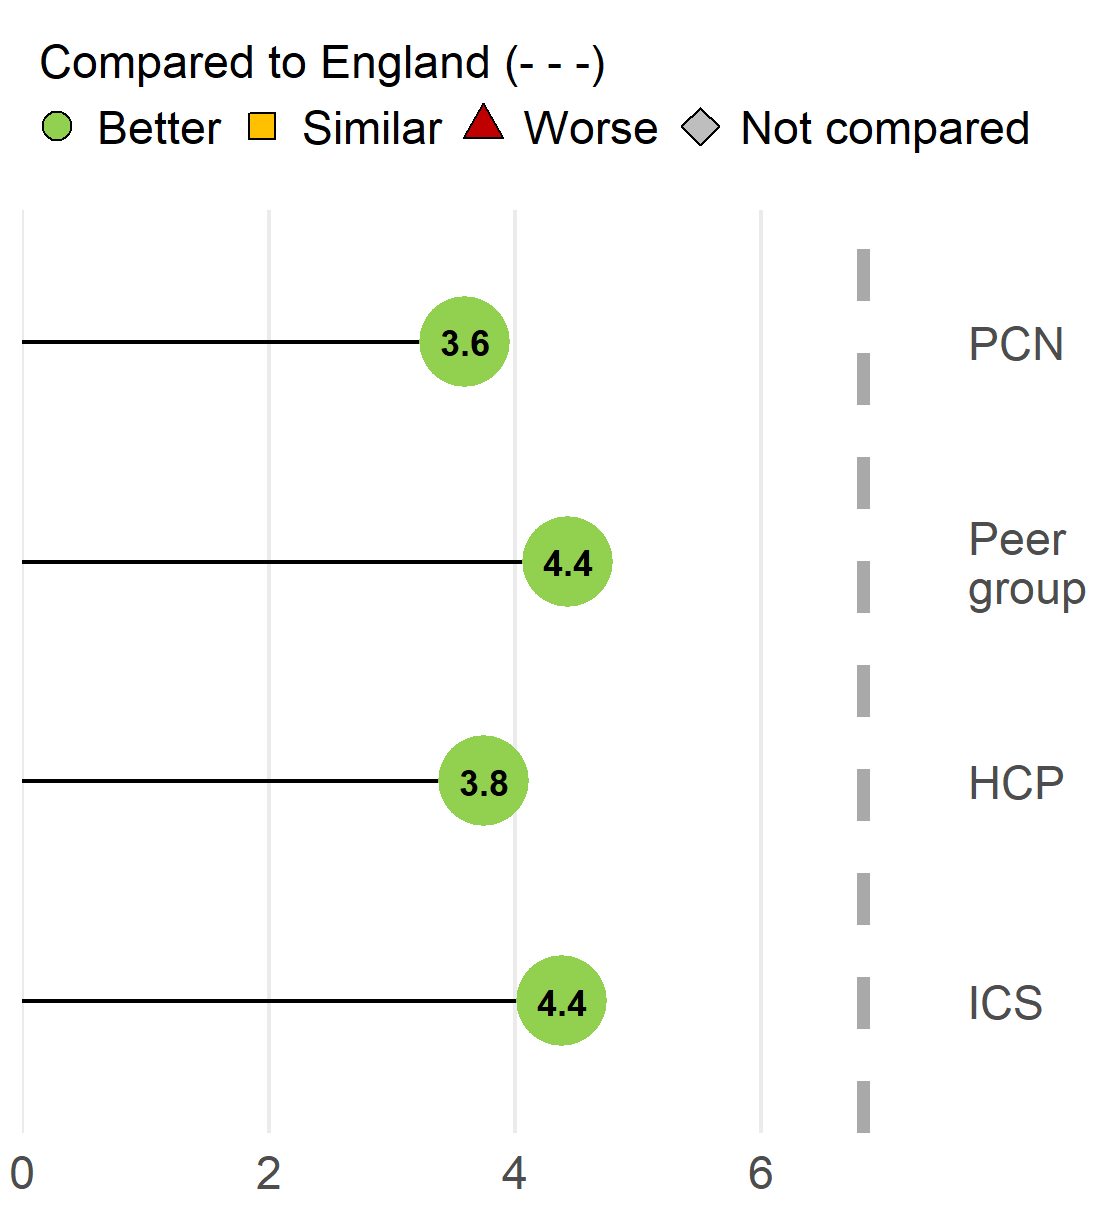 Compared to England (- - -)
Better Similar Worse Not compared
3.6 PCN
4.4 Peer
group
3.8 HCP
4.4 ICS
0 2 4 6